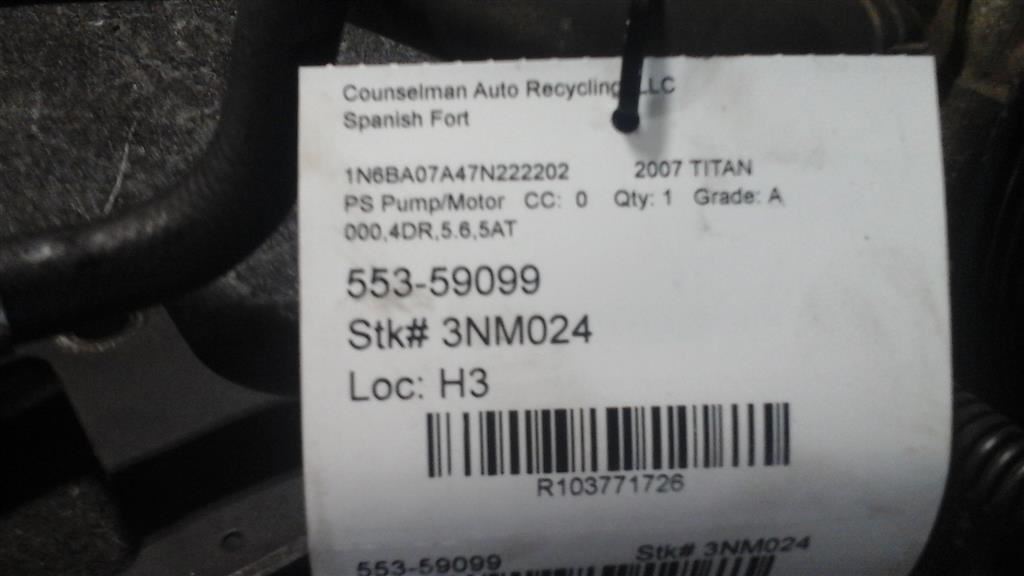 Counselman Auto Recycling LLC
Spanish Fort
1N6BA07A47N222202 2007 TITAN
PS Pump/Motor CC: 0 Qty: 1 Grade: A
000,4DR,5.6,5AT
553-59099
Stk# 3NM024
Loc: H3
R103771726
553-59099 Stk# 3NM024